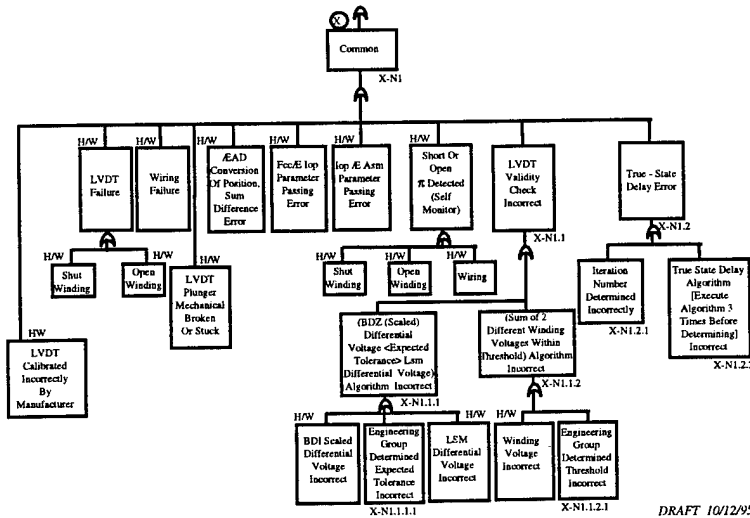 X
Common
X-N1
H/W
LVDT
Failure
H/W
Wiring
Failure
H/W
ÆAD
Conversion
Of Position,
Sum
Difference
Error
H/W
Fcc/Æ Iop
Parameter
Passing
Error
H/W
Iop Æ Asm
Parameter
Passing
Error
H/W
Short Or
Open
π Detected
(Self
Monitor)
LVDT
Validity
Check
Incorrect
X-N1.1
True - State
Delay Error
X-N1.2
H/W
Shut
Winding
H/W
Open
Winding
H/W
LVDT
Plunger
Mechanical
Broken
Or Stuck
H/W
Shut
Winding
H/W
Open
Winding
H/W
Wiring
Iteration
Number
Determined
Incorrectly
X-N1.2.1
True State Delay
Algorithm
[Execute
Algorithm 3
Times Before
Determining]
Incorrect
X-N1.2.2
HW
LVDT
Calibrated
Incorrectly
By
Manufacturer
(BDZ (Scaled)
Differential
Voltage <Expected
Tolerance> Lsm
Differential Voltage)
Algorithm Incorrect
X-N1.1.1
(Sum of 2
Different Winding
Voltages Within
Threshold) Algorithm
Incorrect
X-N1.1.2
H/W
BDI Scaled
Differential
Voltage
Incorrect
Engineering
Group
Determined
Expected
Tolerance
Incorrect
X-N1.1.1.1
H/W
LSM
Differential
Voltage
Incorrect
H/W
Winding
Voltage
Incorrect
Engineering
Group
Determined
Threshold
Incorrect
X-N1.1.2.1
DRAFT 10/12/95